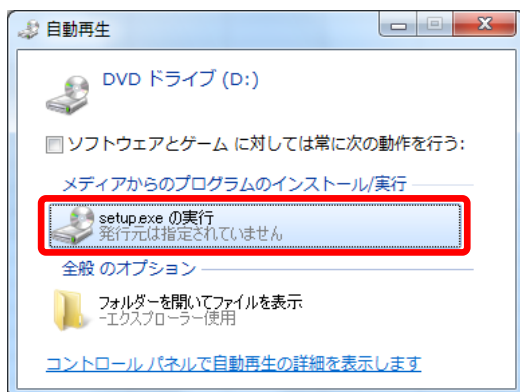 自動再生
DVD ドライブ (D:)
ソフトウェアとゲーム に対しては常に次の動作を行う:
メディアからのプログラムのインストール/実行
setup.exe の実行
発行元は指定されていません
全般 のオプション
フォルダーを開いてファイルを表示
-エクスプローラー使用
コントロール パネルで自動再生の詳細を表示します